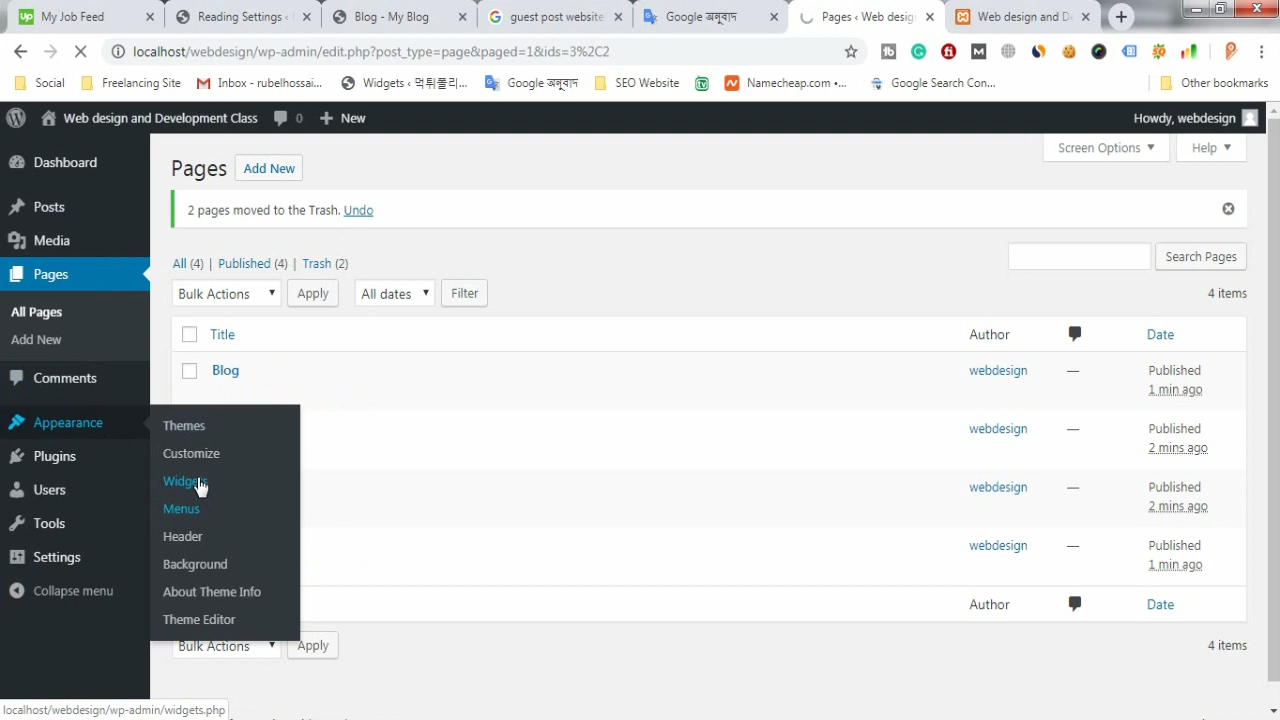 My Job Feed
Reading Settings ‹
Blog - My Blog
guest post website
Google অনুবাদ
Pages ‹ Web desig
Web design and D
localhost/webdesign/wp-admin/edit.php?post_type=page&paged=1&ids=3%2C2
Social
Freelancing Site
Inbox - rubelhossai...
Widgets ‹ 먹튀폴리...
Google অনুবাদ
SEO Website
Namecheap.com •...
Google Search Con...
Other bookmarks
Web design and Development Class
0
New
Howdy, webdesign
Dashboard
Posts
Media
Pages
All Pages
Add New
Comments
Appearance
Plugins
Users
Tools
Settings
Collapse menu
Themes
Customize
Widgets
Menus
Header
Background
About Theme Info
Theme Editor
Pages Add New
Screen Options
Help
2 pages moved to the Trash. Undo
All (4) | Published (4) | Trash (2)
Search Pages
Bulk Actions Apply All dates Filter
4 items
Title Author Date
Blog webdesign — Published
1 min ago
webdesign — Published
2 mins ago
webdesign — Published
2 mins ago
webdesign — Published
1 min ago
Author Date
Bulk Actions Apply
4 items
localhost/webdesign/wp-admin/widgets.php